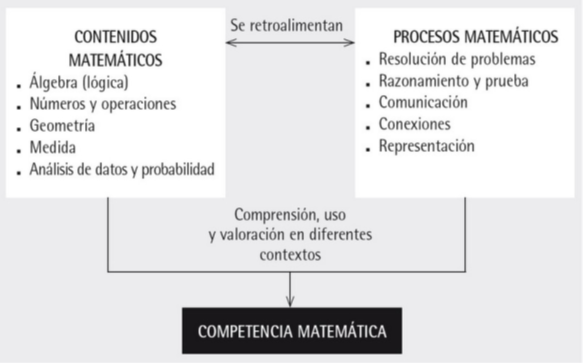 CONTENIDOS
MATEMÁTICOS
• Álgebra (lógica)
• Números y operaciones
• Geometría
• Medida
• Análisis de datos y probabilidad
Se retroalimentan
PROCESOS MATEMÁTICOS
• Resolución de problemas
• Razonamiento y prueba
• Comunicación
• Conexiones
• Representación
Comprensión, uso
y valoración en diferentes
contextos
COMPETENCIA MATEMÁTICA